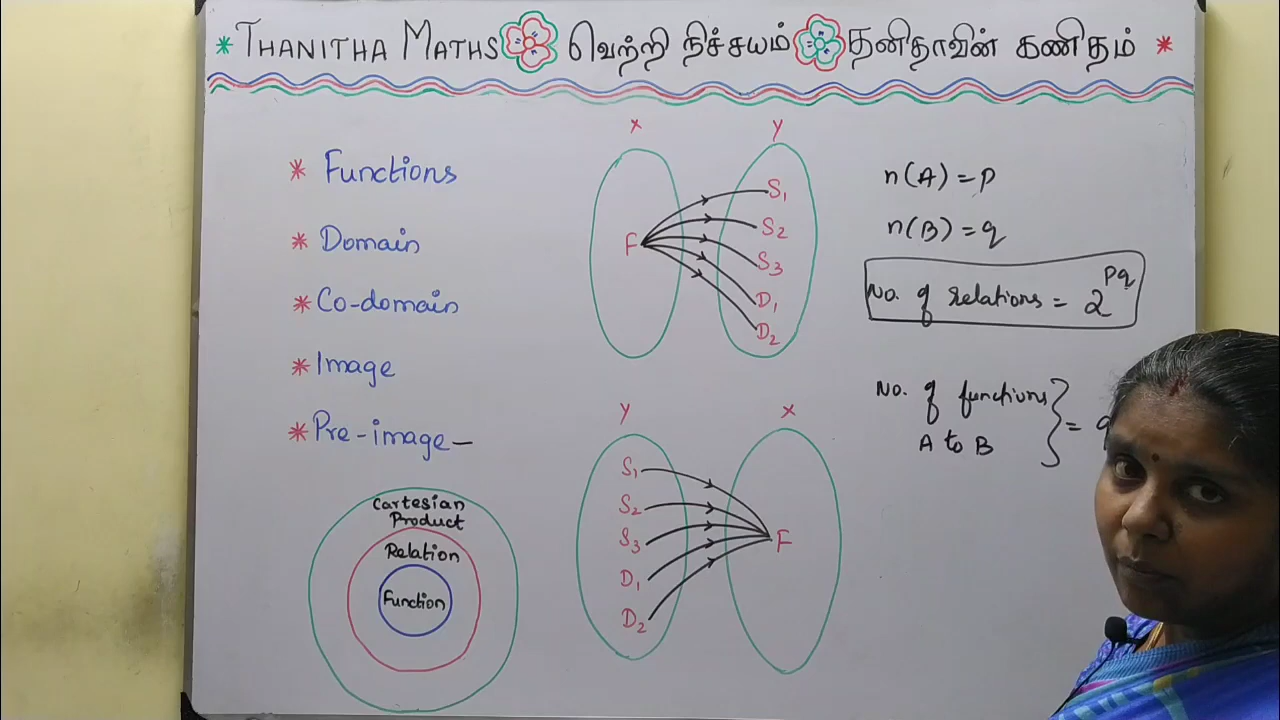 * THANITHA MATHS வெற்றி நிச்சயம் தனிதாவின் கணிதம் *
* Functions
* Domain
* Co-domain
* Image
* Pre-image-
Cartesian
Product
Relation
Function
X Y
F
S1
S2
S3
D1
D2
Y X
S1
S2
S3
D1
D2
F
n(A) = p
n(B) = q
No. of relations = 2^pq
No. of functions
A to B } =